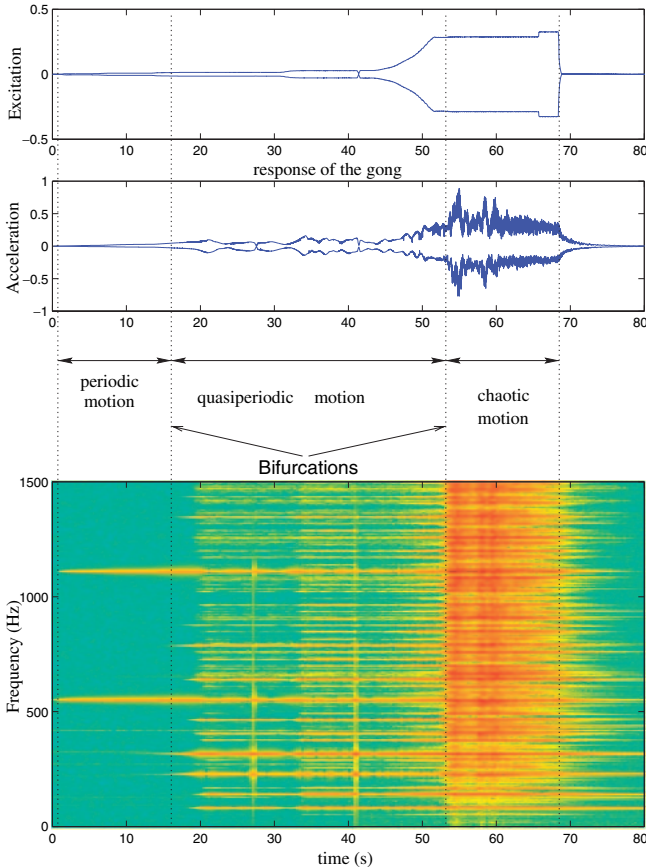 0.5
0
−0.5
Excitation
0 10 20 30 40 50 60 70 80
response of the gong
1
0.5
0
−0.5
−1
Acceleration
0 10 20 30 40 50 60 70 80
periodic
motion
quasiperiodic motion
chaotic
motion
Bifurcations
1500
1000
500
0
Frequency (Hz)
0 10 20 30 40 50 60 70 80
time (s)